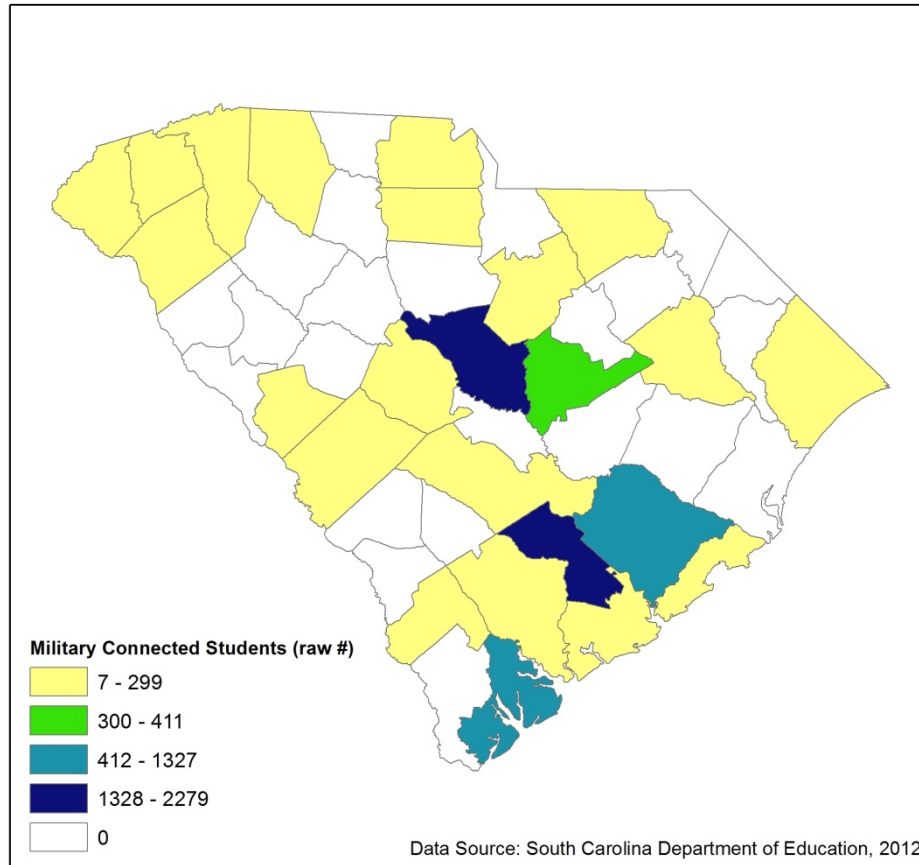 Military Connected Students (raw #)
7 - 299
300 - 411
412 - 1327
1328 - 2279
0
Data Source: South Carolina Department of Education, 2012